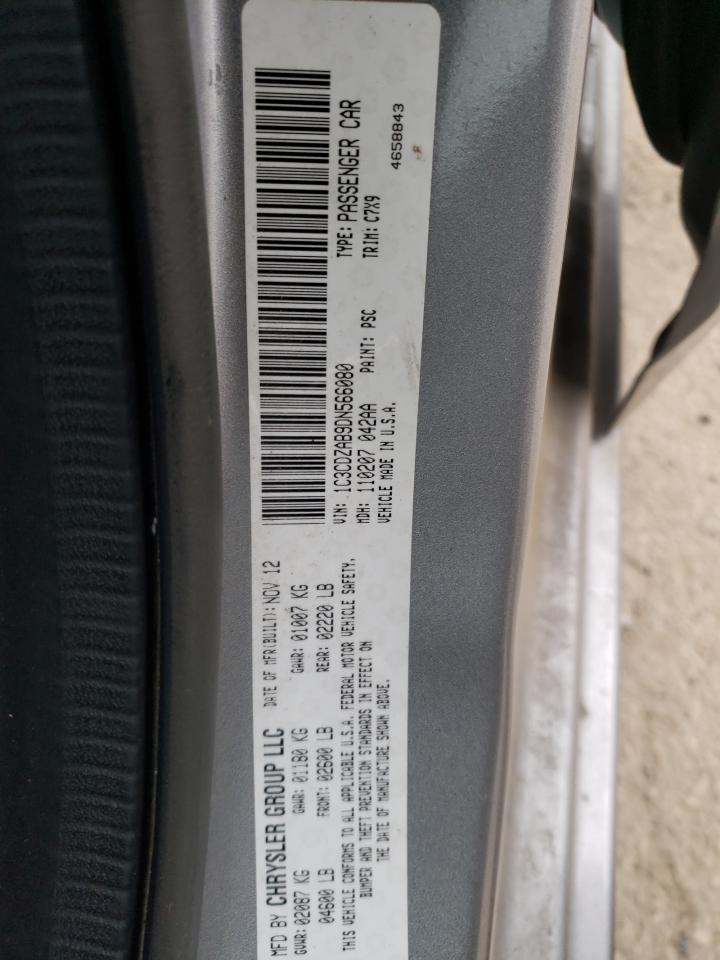 MFD BY CHRYSLER GROUP LLC
DATE OF MFR(BUILT): NOV 12
GVWR: 02087 KG GAWR: 01180 KG GAWR: 01007 KG
04600 LB FRONT: 02600 LB REAR: 02220 LB
THIS VEHICLE CONFORMS TO ALL APPLICABLE U.S.A. FEDERAL MOTOR VEHICLE SAFETY,
BUMPER AND THEFT PREVENTION STANDARDS IN EFFECT ON
THE DATE OF MANUFACTURE SHOWN ABOVE.
VIN: 1C3CDZAB9DN566080 TYPE: PASSENGER CAR
MDH: 110207 042AA PAINT: PSC TRIM: C7X9
VEHICLE MADE IN U.S.A.
4658843